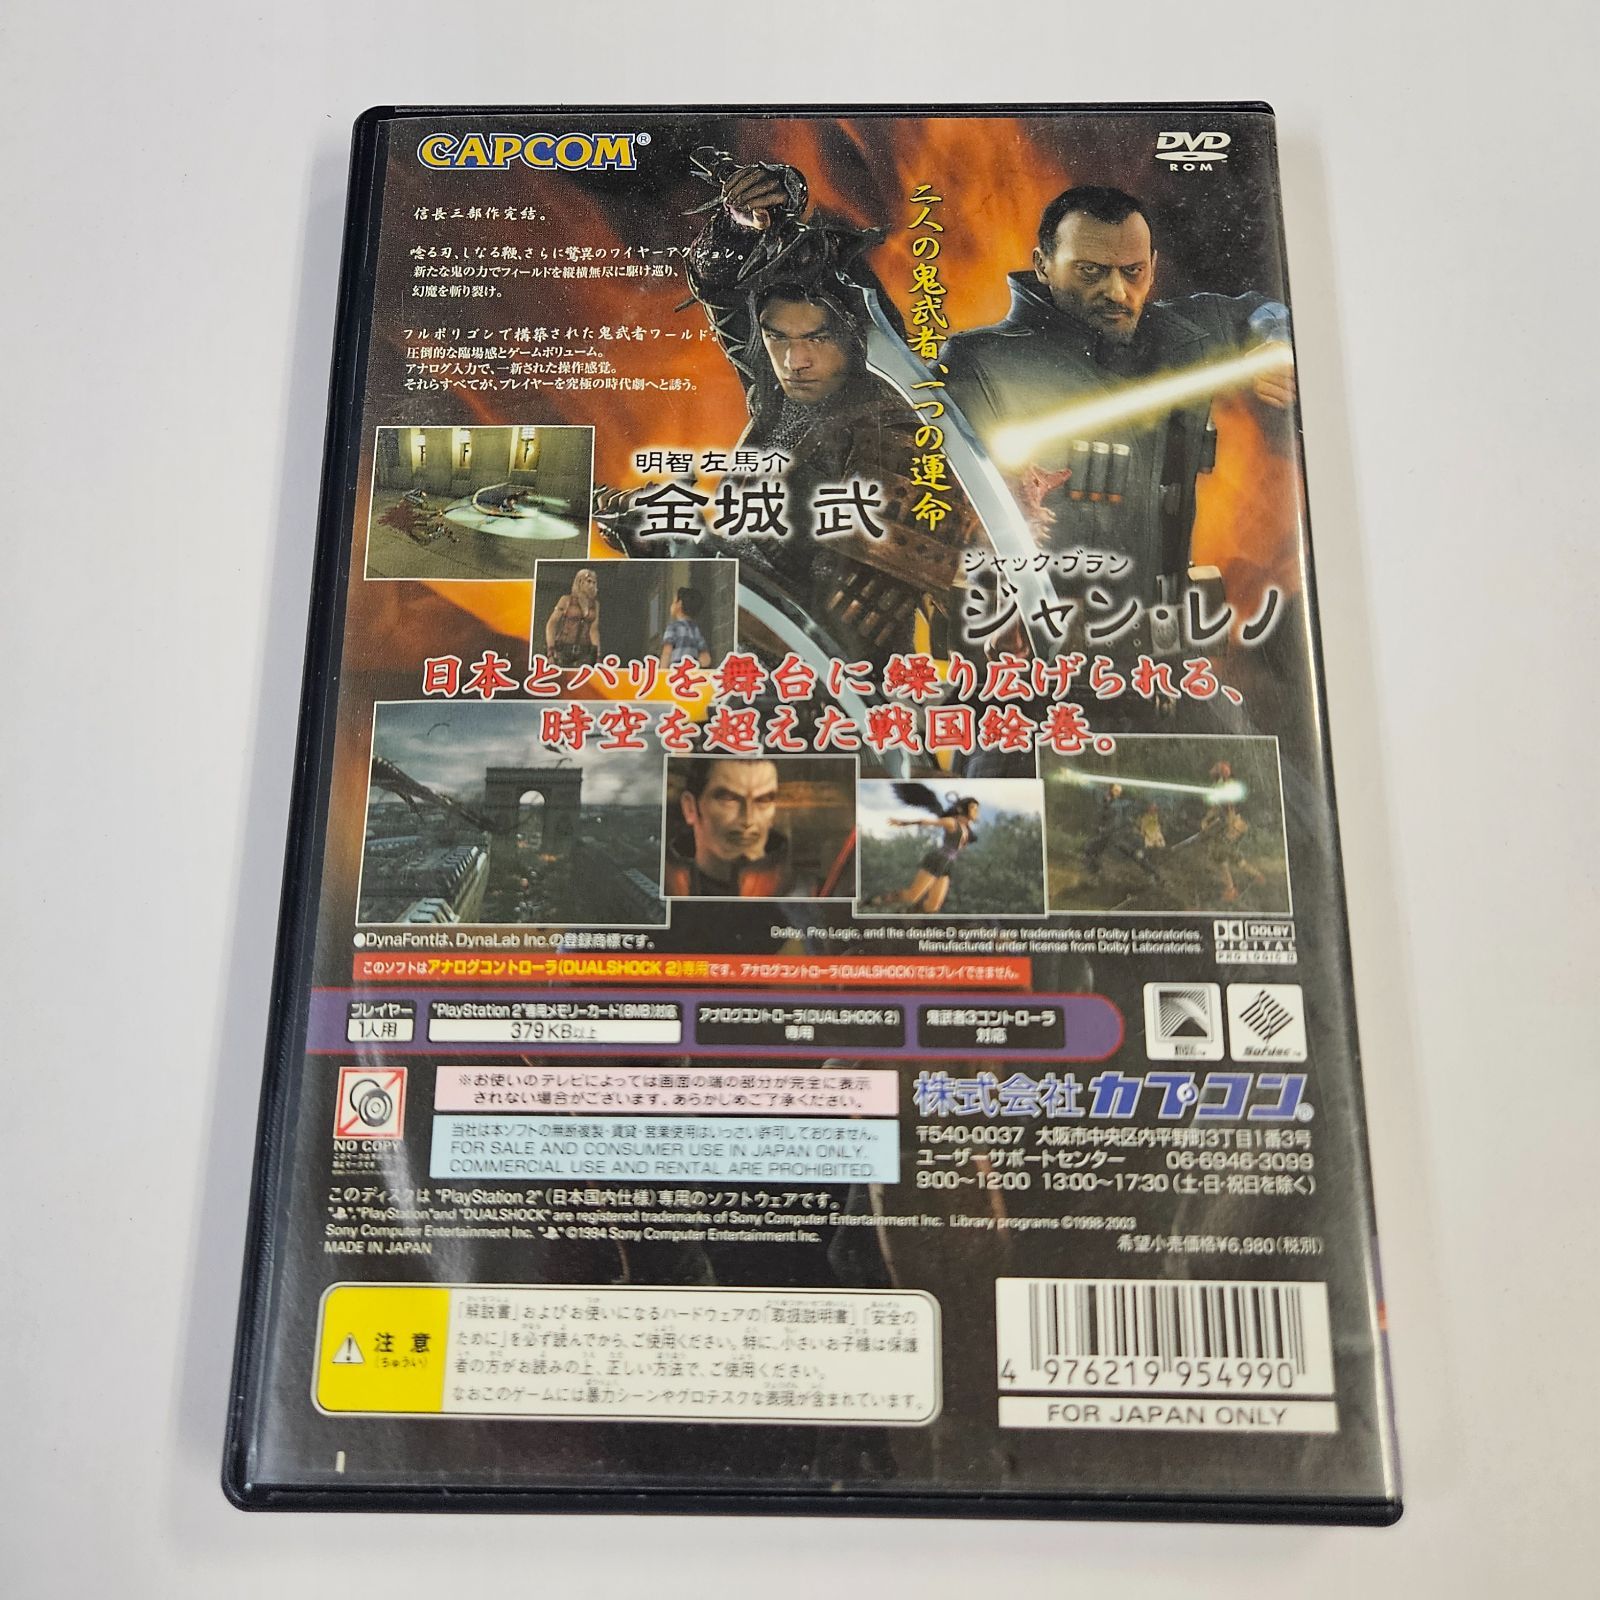 CAPCOM®
DVD
ROM
信長三部作完結。
唸る刃、しなる鞭、さらに驚異のワイヤーアクション。
新たな鬼の力でフィールドを縦横無尽に駆け巡り、
幻魔を斬り裂け。
フルポリゴンで構築された鬼武者ワールド。
圧倒的な臨場感とゲームボリューム。
アナログ入力で、一新された操作感覚。
それらすべてが、プレイヤーを究極の時代劇へと誘う。
二人の鬼武者、一つの運命
明智 左馬介
金城 武
ジャック・ブラン
ジャン・レノ
日本とパリを舞台に繰り広げられる、
時空を超えた戦国絵巻。
●DynaFontは、DynaLab Inc.の登録商標です。
Dolby, Pro Logic, and the double-D symbol are trademarks of Dolby Laboratories.
Manufactured under license from Dolby Laboratories.
DOLBY
DIGITAL
PRO LOGIC II
このソフトはアナログコントローラ(DUALSHOCK 2)専用です。アナログコントローラ(DUALSHOCK)ではプレイできません。
プレイヤー
1人用
"PlayStation 2"専用メモリーカード(8MB)対応
379KB以上
アナログコントローラ(DUALSHOCK 2)
専用
鬼武者3コントローラ
対応
Sofdec™
NO COPY
※お使いのテレビによっては画面の端の部分が完全に表示
されない場合がございます。あらかじめご了承ください。
当社は本ソフトの無断複製・賃貸・営業使用はいっさい許可しておりません。
FOR SALE AND CONSUMER USE IN JAPAN ONLY.
COMMERCIAL USE AND RENTAL ARE PROHIBITED.
株式会社カプコン®
〒540-0037 大阪市中央区内平野町3丁目1番3号
ユーザーサポートセンター 06-6946-3099
9:00〜12:00 13:00〜17:30(土・日・祝日を除く)
このディスクは "PlayStation 2"(日本国内仕様)専用のソフトウェアです。
"PlayStation" and "DUALSHOCK" are registered trademarks of Sony Computer Entertainment Inc. Library programs ©1998-2003
Sony Computer Entertainment Inc. ©1994 Sony Computer Entertainment Inc.
MADE IN JAPAN
希望小売価格¥6,980(税別)
注意
(ちゅうい)
「解説書」およびお使いになるハードウェアの「取扱説明書」「安全の
ために」を必ず読んでから、ご使用ください。特に、小さいお子様は保護
者の方がお読みの上、正しい方法で、ご使用ください。
なおこのゲームには暴力シーンやグロテスクな表現が含まれています。
4 976219 954990
FOR JAPAN ONLY